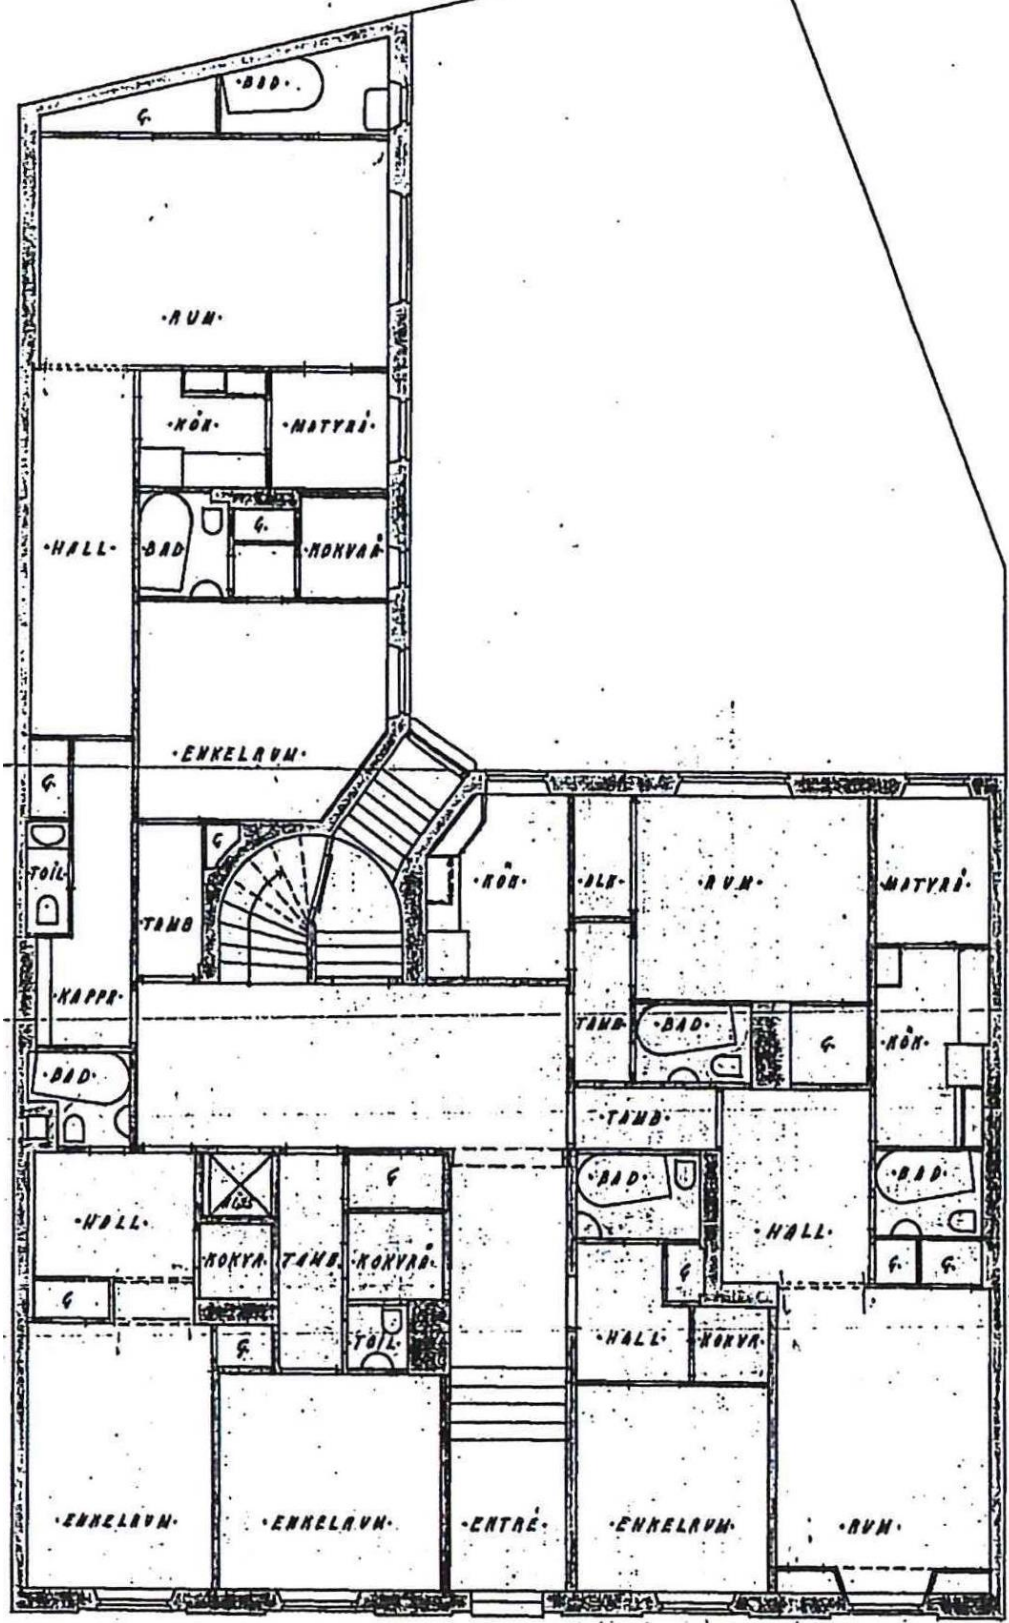 ·BAD·
G.
·RUM·
·KÖK·
·MATVRÅ·
·HALL·
BAD
G.
·KOKVRÅ
·ENKELRUM·
G.
G
·TOIL·
·TAMB
·KÖK·
·ALK·
·RUM·
·MATVRÅ·
·KAPPR·
TAMB·
·BAD·
G.
·KÖK·
·BAD·
·TAMB·
G
·BAD·
·BAD·
·HALL·
HISS
·HALL·
KOKVR
TAMB.
·KOKVRÅ·
G
G.
G.
G
·TOIL·
·HALL·
KOKVR
G.
·ENKELRUM·
·ENKELRUM·
·ENTRÉ·
·ENKELRUM·
·RUM·